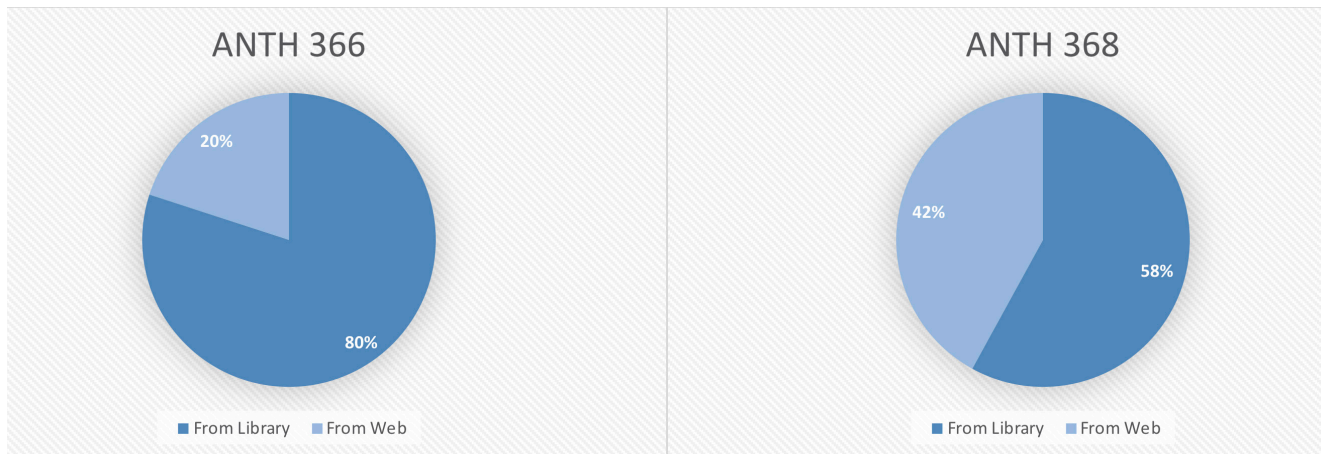 ANTH 366
20%
80%
From Library From Web
ANTH 368
42%
58%
From Library From Web